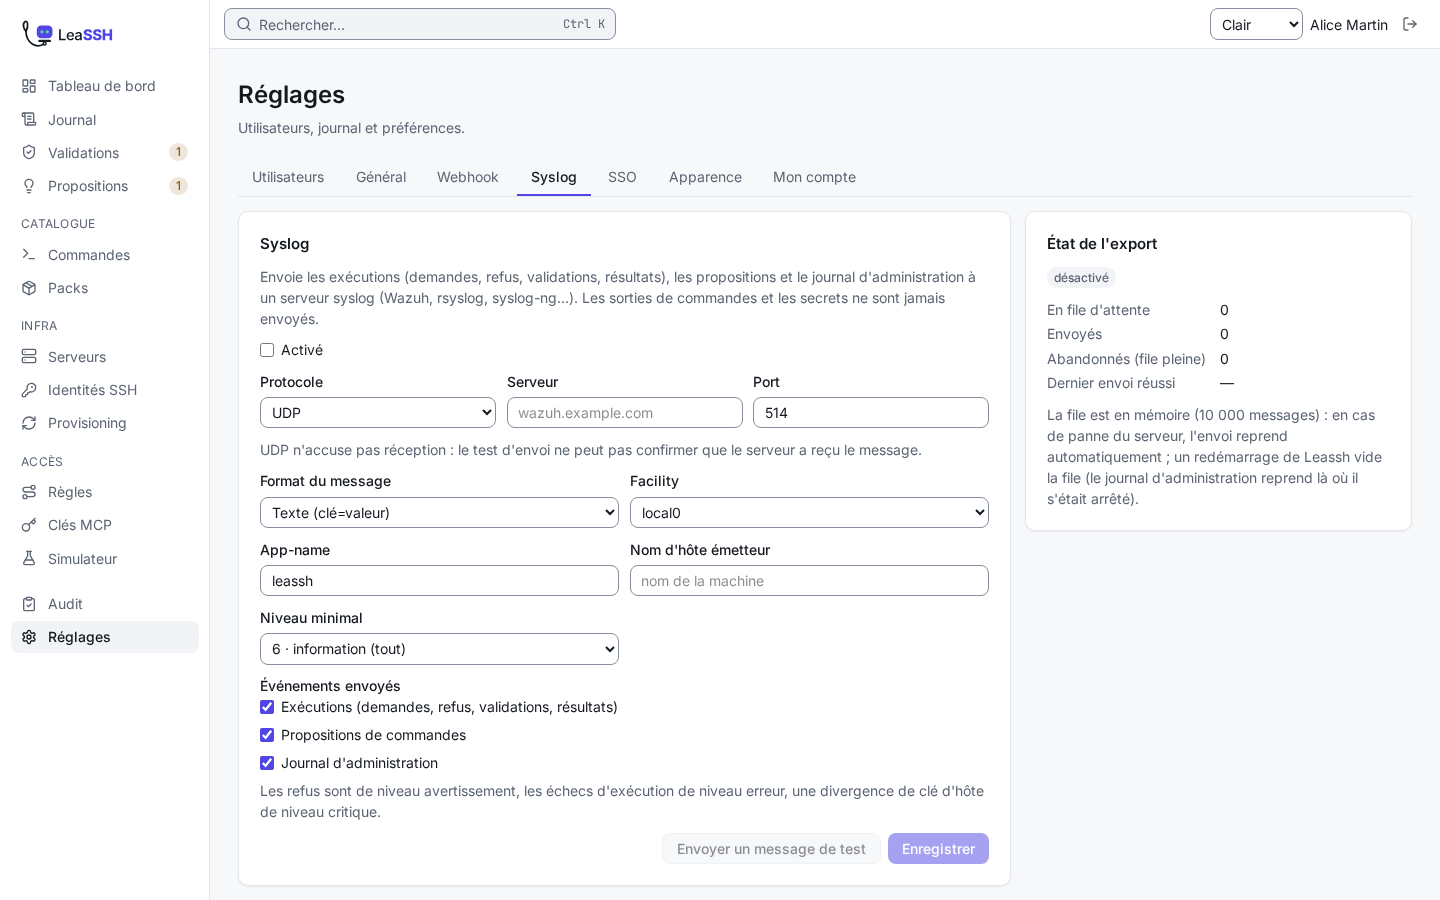 LeaSSH
Rechercher... Ctrl K
Clair
Alice Martin
Tableau de bord
Journal
Validations 1
Propositions 1
CATALOGUE
Commandes
Packs
INFRA
Serveurs
Identités SSH
Provisioning
ACCÈS
Règles
Clés MCP
Simulateur
Audit
Réglages
Réglages
Utilisateurs, journal et préférences.
Utilisateurs Général Webhook Syslog SSO Apparence Mon compte
Syslog
Envoie les exécutions (demandes, refus, validations, résultats), les propositions et le journal d'administration à
un serveur syslog (Wazuh, rsyslog, syslog-ng...). Les sorties de commandes et les secrets ne sont jamais
envoyés.
Activé
Protocole Serveur Port
UDP wazuh.example.com 514
UDP n'accuse pas réception : le test d'envoi ne peut pas confirmer que le serveur a reçu le message.
Format du message Facility
Texte (clé=valeur) local0
App-name Nom d'hôte émetteur
leassh nom de la machine
Niveau minimal
6 · information (tout)
Événements envoyés
Exécutions (demandes, refus, validations, résultats)
Propositions de commandes
Journal d'administration
Les refus sont de niveau avertissement, les échecs d'exécution de niveau erreur, une divergence de clé d'hôte
de niveau critique.
Envoyer un message de test Enregistrer
État de l'export
désactivé
En file d'attente 0
Envoyés 0
Abandonnés (file pleine) 0
Dernier envoi réussi —
La file est en mémoire (10 000 messages) : en cas
de panne du serveur, l'envoi reprend
automatiquement ; un redémarrage de Leassh vide
la file (le journal d'administration reprend là où il
s'était arrêté).